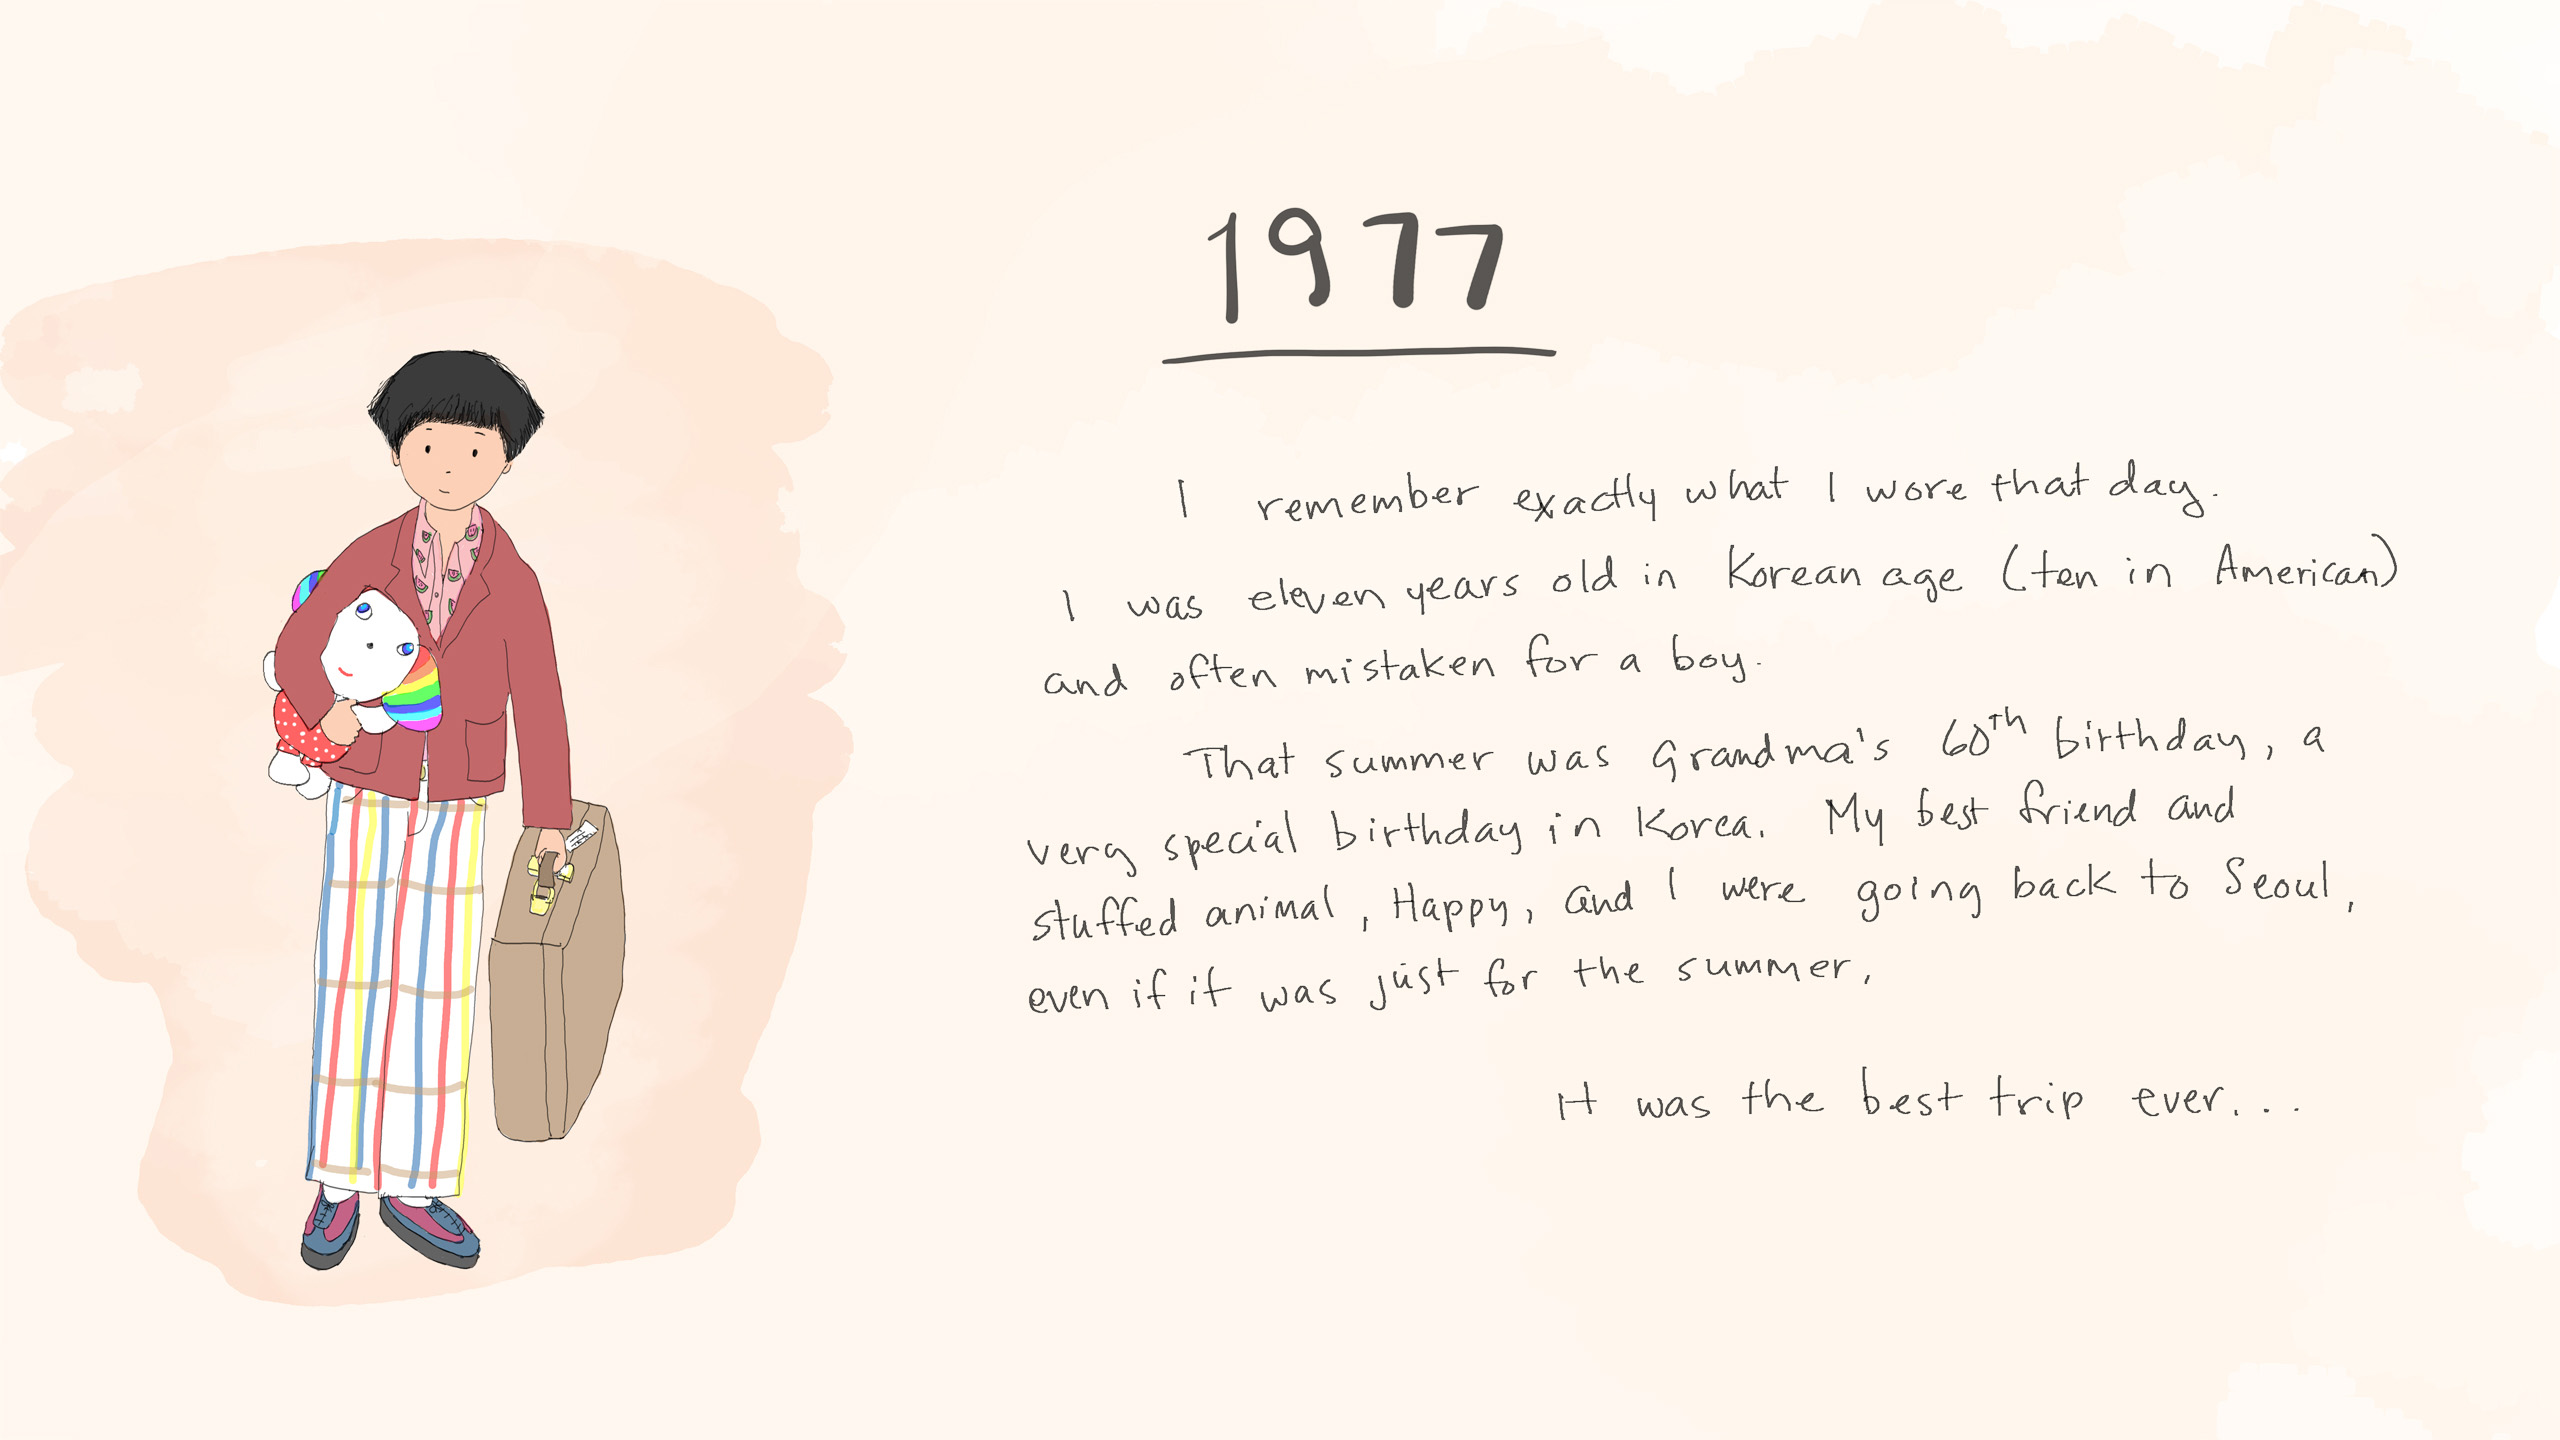 1977
I remember exactly what I wore that day.
I was eleven years old in Korean age (ten in American)
and often mistaken for a boy.
That summer was Grandma's 60th birthday, a
very special birthday in Korea. My best friend and
stuffed animal, Happy, and I were going back to Seoul,
even if it was just for the summer.
It was the best trip ever...